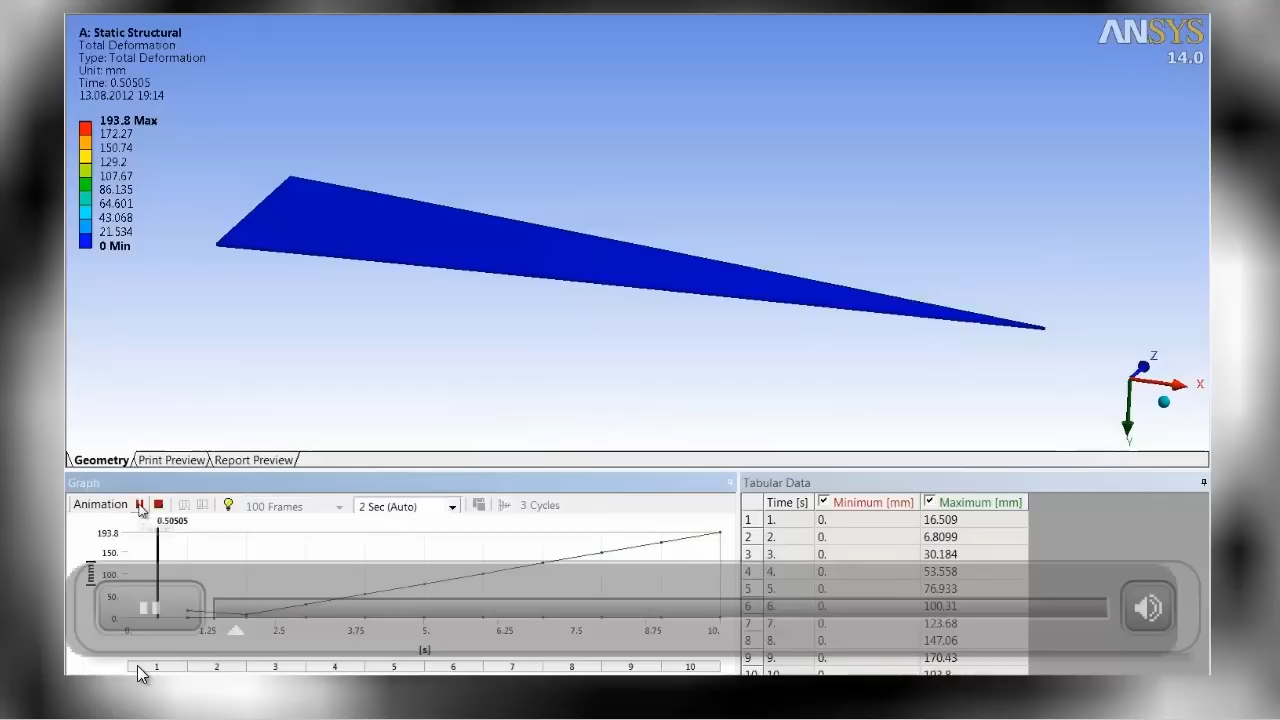 A: Static Structural
Total Deformation
Type: Total Deformation
Unit: mm
Time: 0.50505
13.08.2012 19:14
ANSYS
14.0
193.8 Max
172.27
150.74
129.2
107.67
86.135
64.601
43.068
21.534
0 Min
Z
X
Y
Geometry Print Preview Report Preview
Graph
Animation 100 Frames 2 Sec (Auto) 3 Cycles
0.50505
193.8
150.
100.
50.
0.
[mm]
0. 1.25 2.5 3.75 5. 6.25 7.5 8.75 10.
[s]
1 2 3 4 5 6 7 8 9 10
Tabular Data
Time [s] Minimum [mm] Maximum [mm]
1 1. 0. 16.509
2 2. 0. 6.8099
3 3. 0. 30.184
4 4. 0. 53.558
5 5. 0. 76.933
6 6. 0. 100.31
7 7. 0. 123.68
8 8. 0. 147.06
9 9. 0. 170.43
10 10. 0. 193.8